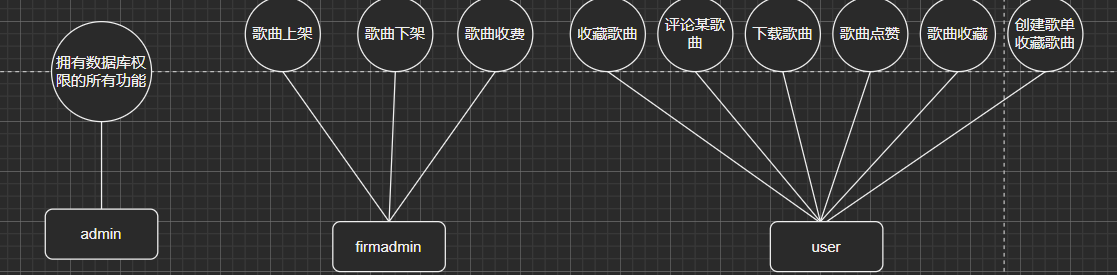 拥有数据库权
限的所有功能
歌曲上架
歌曲下架
歌曲收费
收藏歌曲
评论某歌
曲
下载歌曲
歌曲点赞
歌曲收藏
创建歌单
收藏歌曲
admin
firmadmin
user